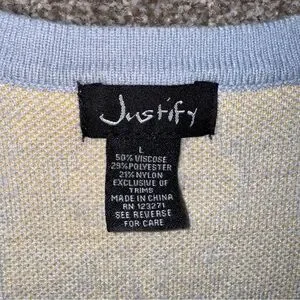 Justify
L
50% VISCOSE
29% POLYESTER
21% NYLON
EXCLUSIVE OF
TRIMS
MADE IN CHINA
RN 123271
SEE REVERSE
FOR CARE